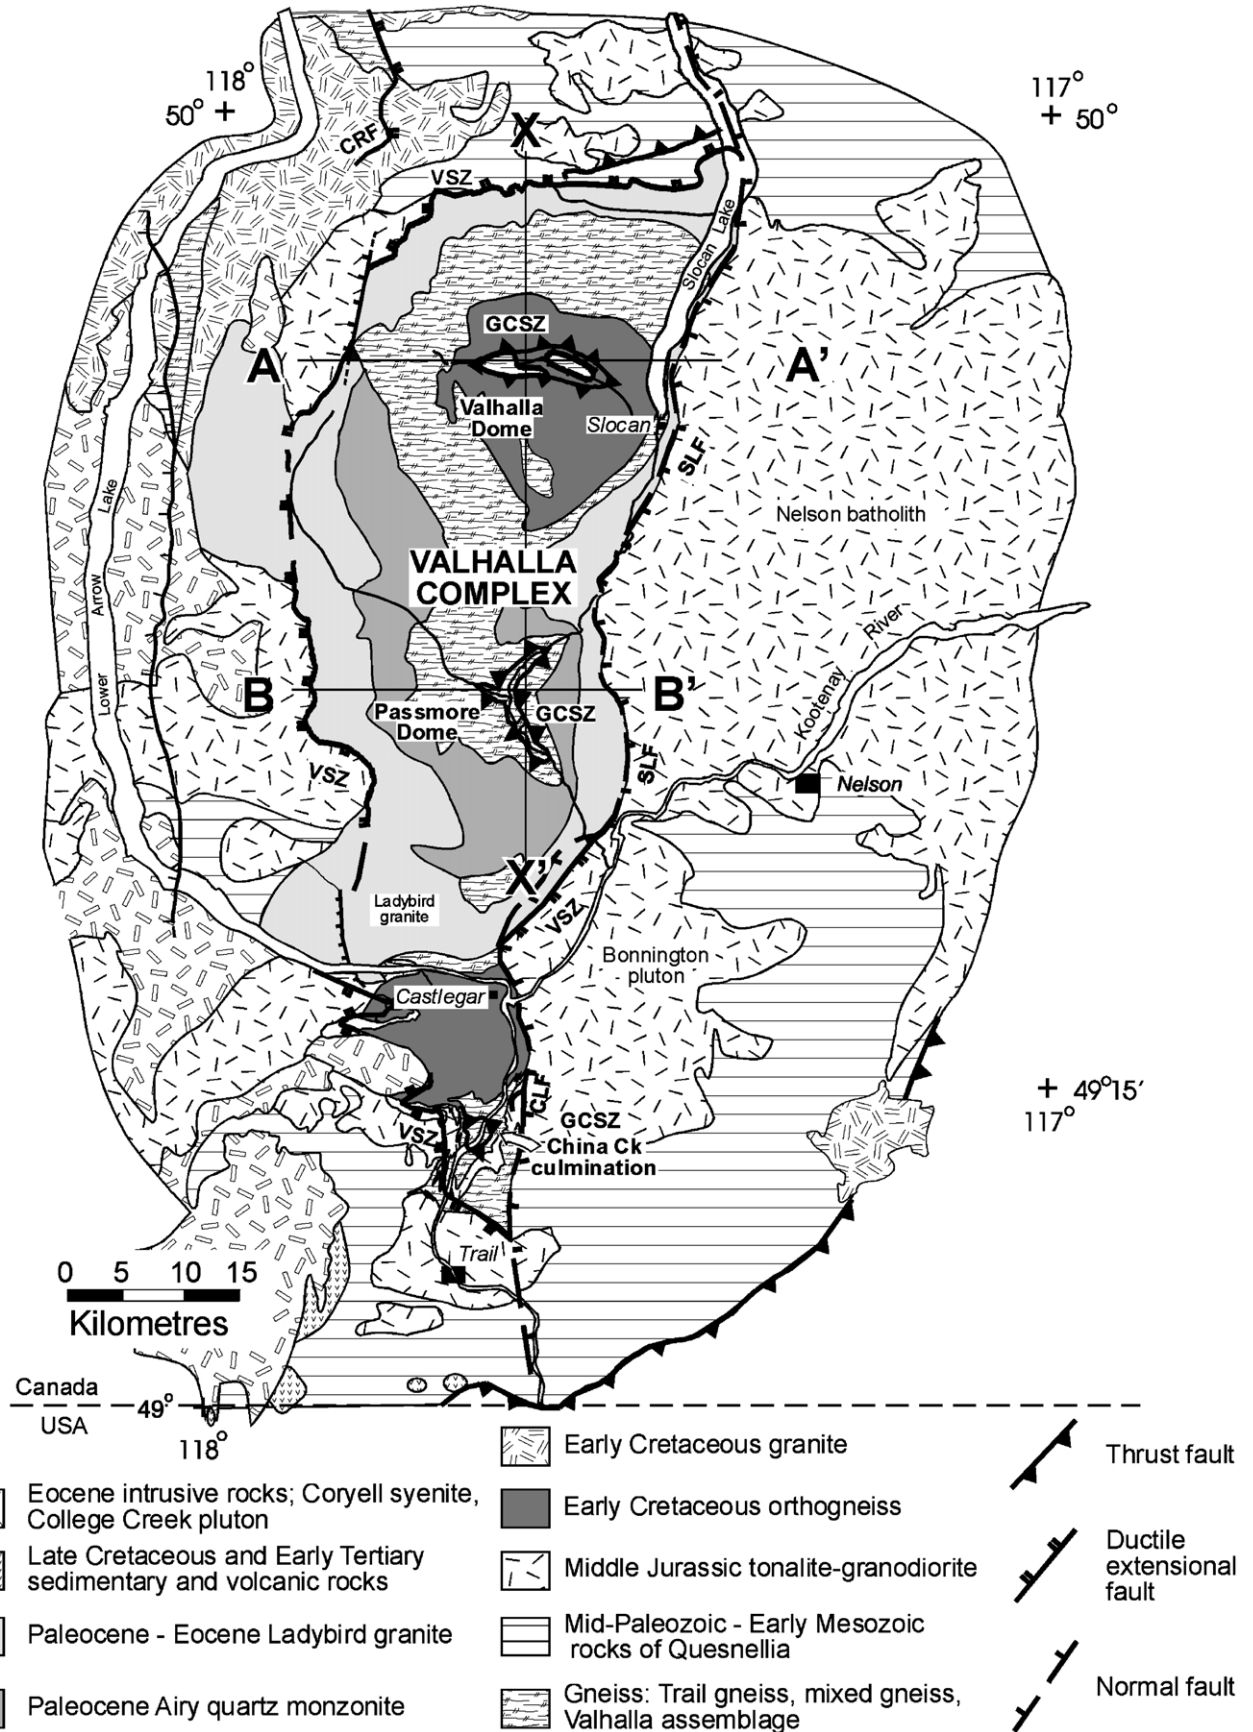 118°
50°
117°
50°
CRF
X
VSZ
Slocan Lake
GCSZ
A
A’
Valhalla
Dome
Slocan
SLF
Lower Arrow Lake
Nelson batholith
VALHALLA
COMPLEX
Kootenay River
B
B’
Passmore
Dome
GCSZ
VSZ
SLF
Nelson
X’
Ladybird
granite
VSZ
Bonnington
pluton
Castlegar
CLF
49°15′
117°
GCSZ
China Ck
culmination
VSZ
Trail
0 5 10 15
Kilometres
Canada
49°
USA
118°
Eocene intrusive rocks; Coryell syenite,
College Creek pluton
Late Cretaceous and Early Tertiary
sedimentary and volcanic rocks
Paleocene - Eocene Ladybird granite
Paleocene Airy quartz monzonite
Early Cretaceous granite
Early Cretaceous orthogneiss
Middle Jurassic tonalite-granodiorite
Mid-Paleozoic - Early Mesozoic
rocks of Quesnellia
Gneiss: Trail gneiss, mixed gneiss,
Valhalla assemblage
Thrust fault
Ductile
extensional
fault
Normal fault